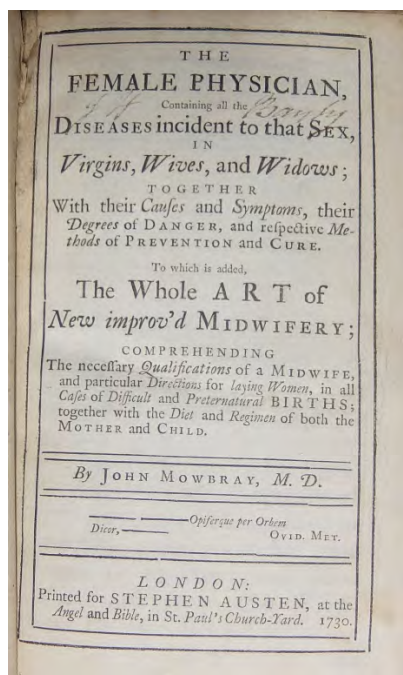 THE
FEMALE PHYSICIAN,
Containing all the
DISEASES incident to that SEX,
IN
Virgins, Wives, and Widows;
TOGETHER
With their Cauſes and Symptoms, their
Degrees of DANGER, and reſpective Me-
thods of PREVENTION and CURE.
To which is added,
The Whole ART of
New improv'd MIDWIFERY;
COMPREHENDING
The neceſſary Qualifications of a MIDWIFE,
and particular Directions for laying Women, in all
Caſes of Difficult and Preternatural BIRTHS;
together with the Diet and Regimen of both the
MOTHER and CHILD.
By JOHN MOWBRAY, M. D.
Opiferque per Orbem
Dicor,
OVID. MET.
LONDON:
Printed for STEPHEN AUSTEN, at the
Angel and Bible, in St. Paul's Church-Yard. 1730.